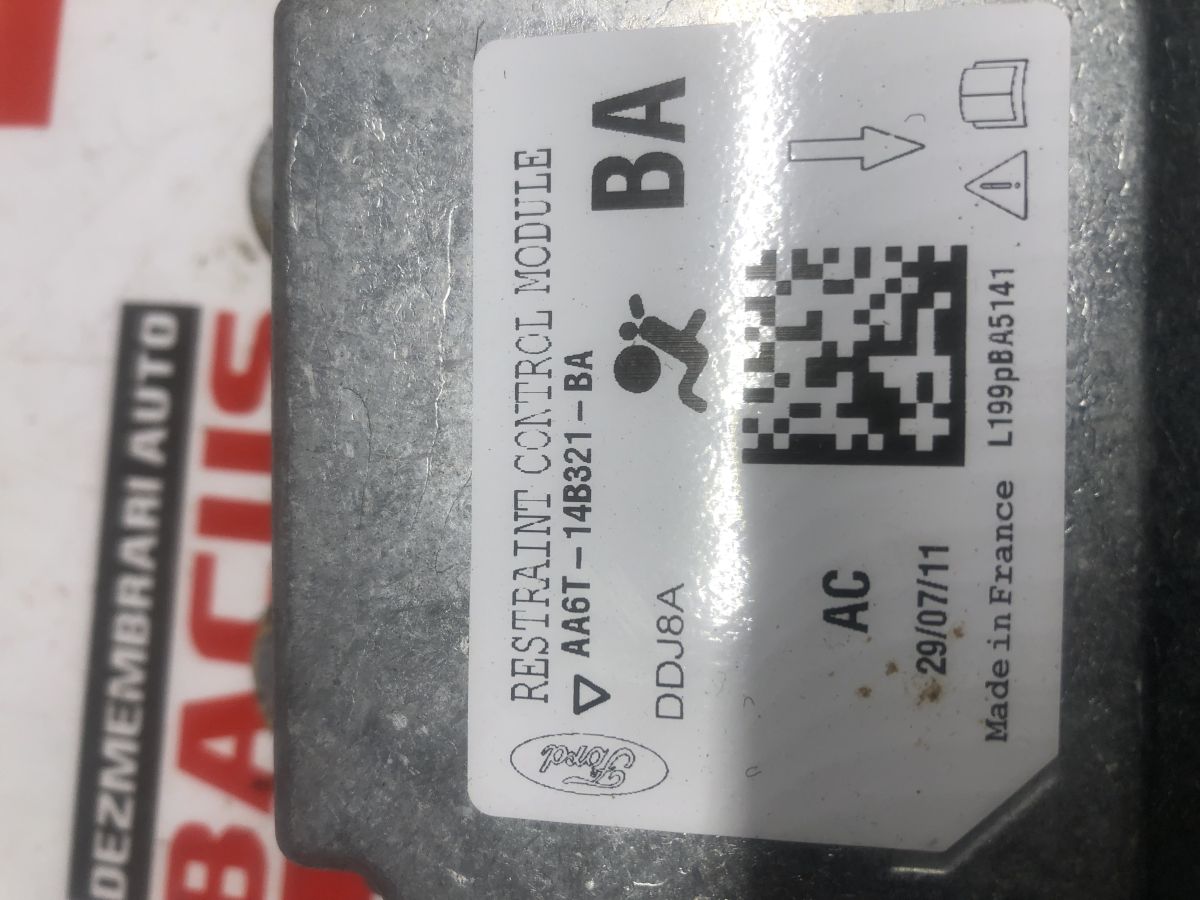 RESTRAINT CONTROL MODULE
AA6T-14B321-BA
BA
DDJ8A
Ford
AC
29/07/11
Made in France L199pBA5141
DEZMEMBRARI AUTO
BACIIS